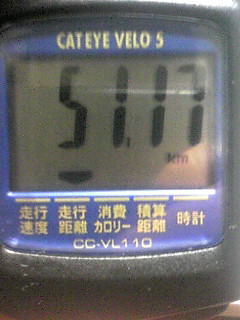 CATEYE VELO 5
51.17
km
走行 走行 消費 積算 時計
速度 距離 カロリー 距離
CC-VL110